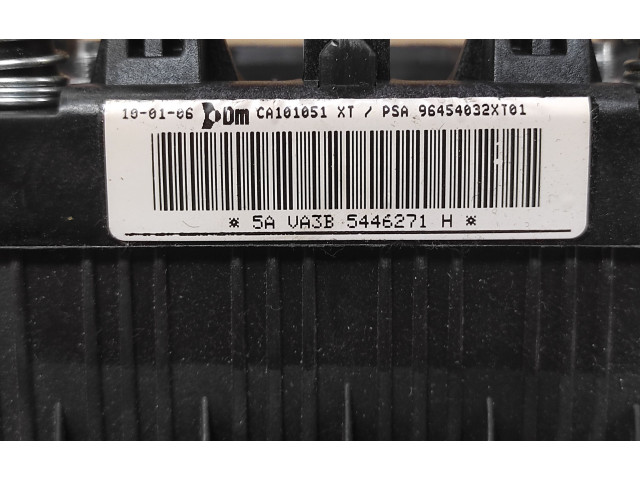 10-01-06 Dm CA101051 XT / PSA 96454032XT01
* 5A VA3B 5446271 H *